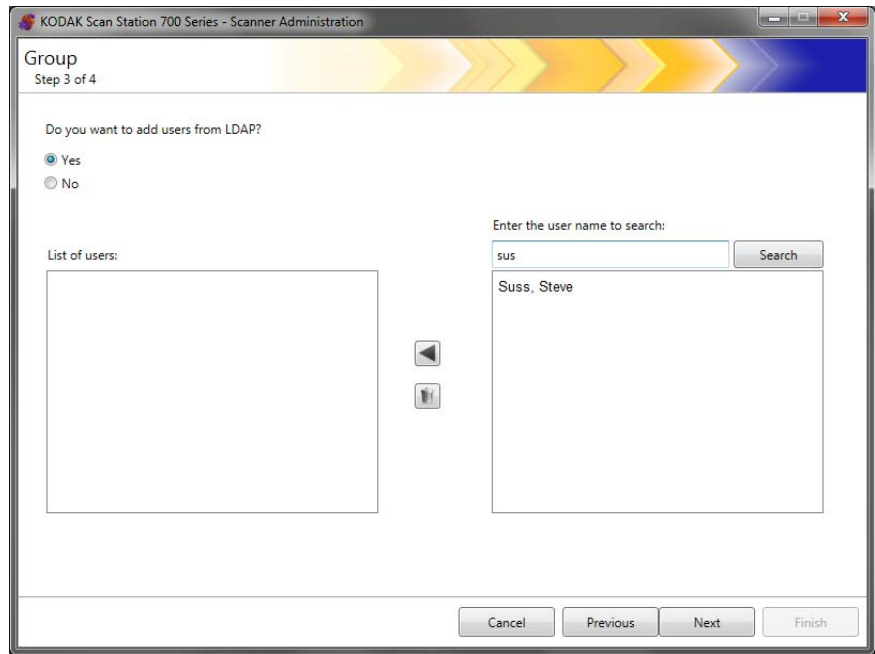 KODAK Scan Station 700 Series - Scanner Administration
Group
Step 3 of 4
Do you want to add users from LDAP?
Yes
No
Enter the user name to search:
List of users:
sus
Search
Suss, Steve
Cancel
Previous
Next
Finish